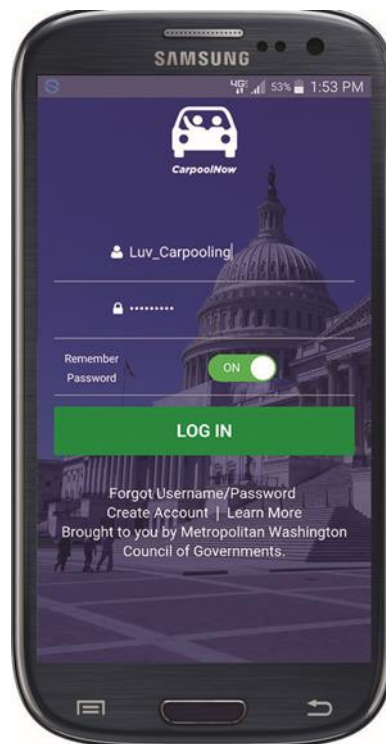 SAMSUNG
4G 53% 1:53 PM
CarpoolNow
Luv_Carpooling
Remember
Password
ON
LOG IN
Forgot Username/Password
Create Account | Learn More
Brought to you by Metropolitan Washington
Council of Governments.